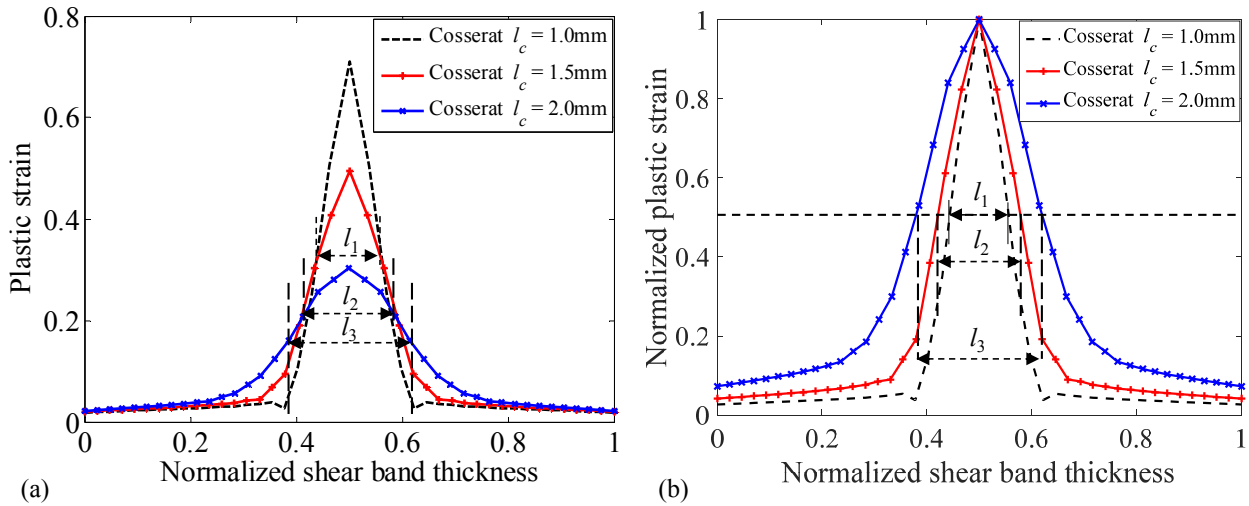 0.8
0.6
0.4
0.2
0
Plastic strain
Cosserat l_c = 1.0mm
Cosserat l_c = 1.5mm
Cosserat l_c = 2.0mm
l_1
l_2
l_3
0 0.2 0.4 0.6 0.8 1
Normalized shear band thickness
(a)
1
0.8
0.6
0.4
0.2
0
Normalized plastic strain
Cosserat l_c = 1.0mm
Cosserat l_c = 1.5mm
Cosserat l_c = 2.0mm
l_1
l_2
l_3
0 0.2 0.4 0.6 0.8 1
Normalized shear band thickness
(b)